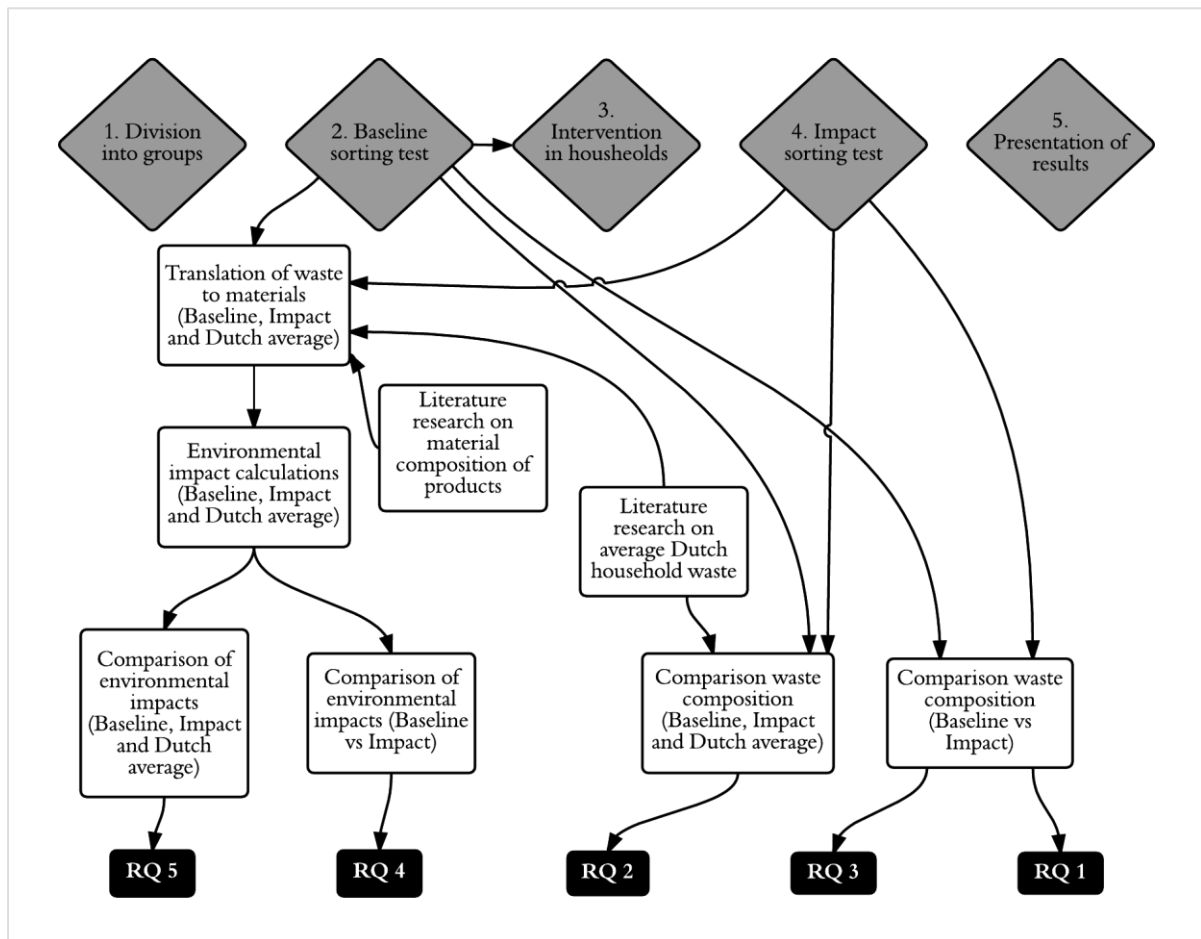 1. Division
into groups
2. Baseline
sorting test
3.
Intervention
in housheolds
4. Impact
sorting test
5.
Presentation of
results
Translation of waste
to materials
(Baseline, Impact
and Dutch average)
Literature
research on
material
composition of
products
Environmental
impact calculations
(Baseline, Impact
and Dutch average)
Literature
research on
average Dutch
household waste
Comparison of
environmental
impacts
(Baseline, Impact
and Dutch
average)
Comparison of
environmental
impacts (Baseline
vs Impact)
Comparison waste
composition
(Baseline, Impact
and Dutch average)
Comparison waste
composition
(Baseline vs
Impact)
RQ 5
RQ 4
RQ 2
RQ 3
RQ 1